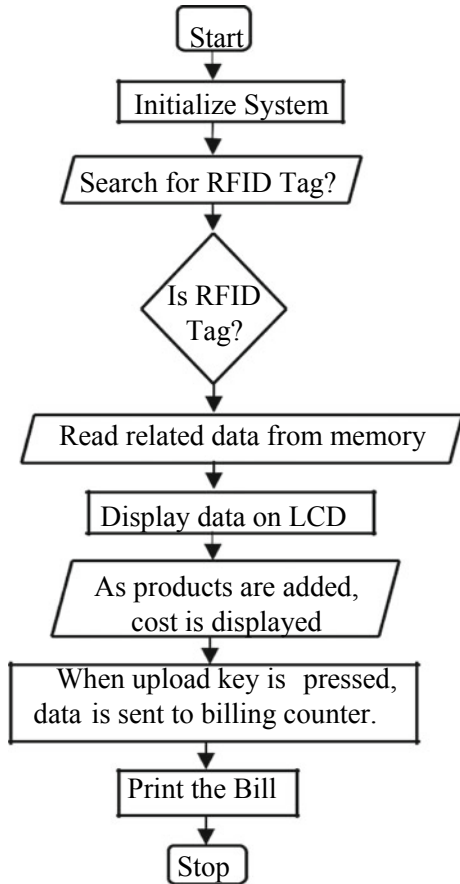 Start
Initialize System
Search for RFID Tag?
Is RFID
Tag?
Read related data from memory
Display data on LCD
As products are added,
cost is displayed
When upload key is pressed,
data is sent to billing counter.
Print the Bill
Stop